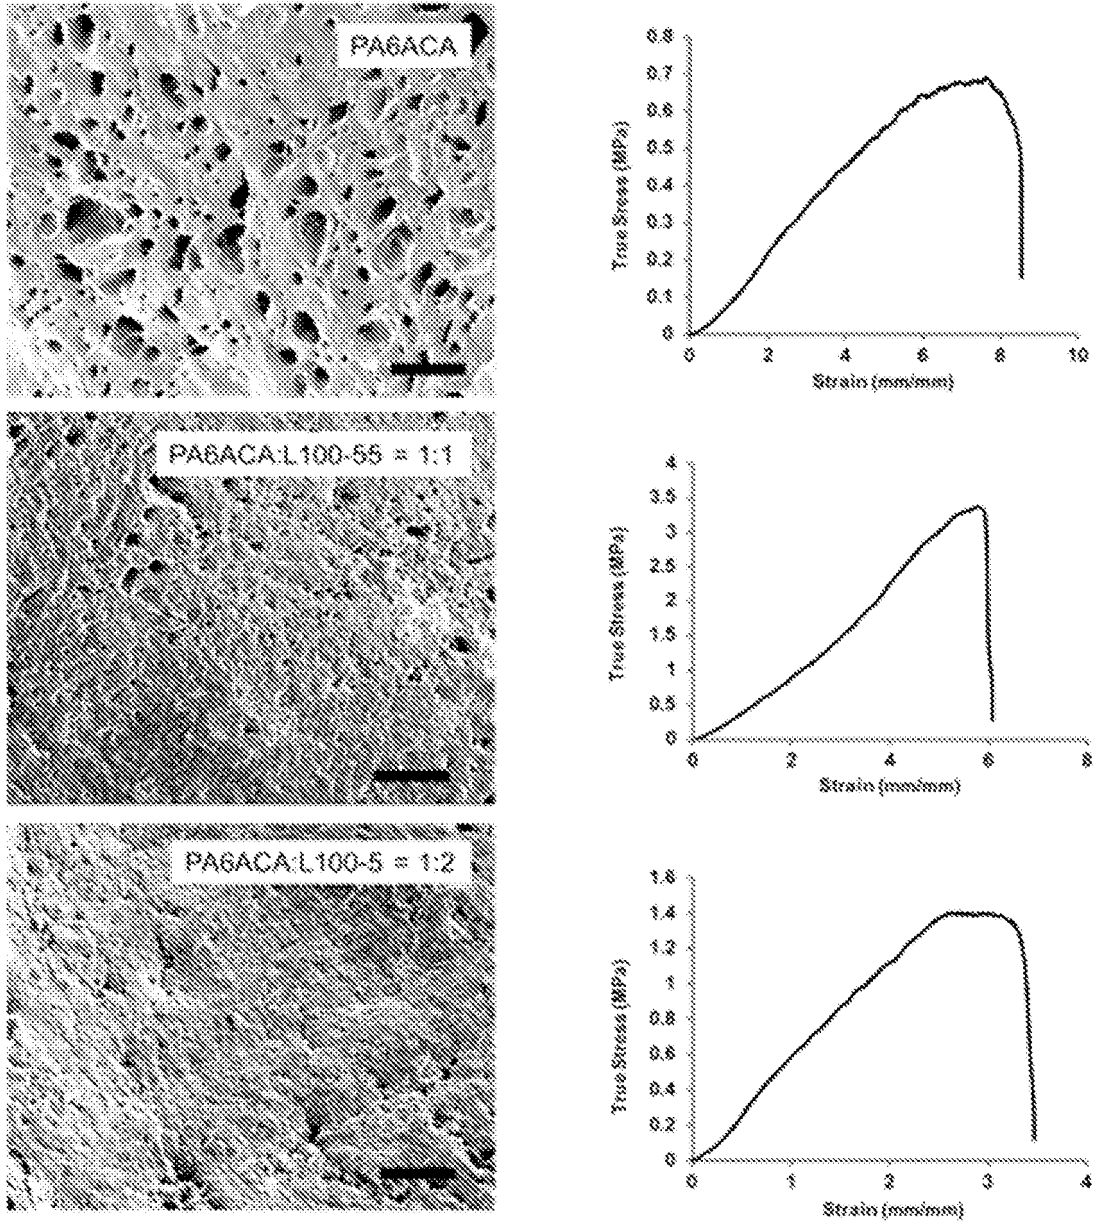 PA6ACA
0.8
0.7
0.6
0.5
0.4
0.3
0.2
0.1
0
True Sress (MPa)
0 2 4 6 8 10
Strain (mm/mm)
PA6ACA:L100-55 = 1:1
4
3.5
3
2.5
2
1.5
1
0.5
0
True Stress (MPa)
0 2 4 6 8
Strain (mm/mm)
PA6ACA:L100-5 = 1:2
1.6
1.4
1.2
1
0.8
0.6
0.4
0.2
0
True Stress (MPa)
0 1 2 3 4
Strain (mm/mm)